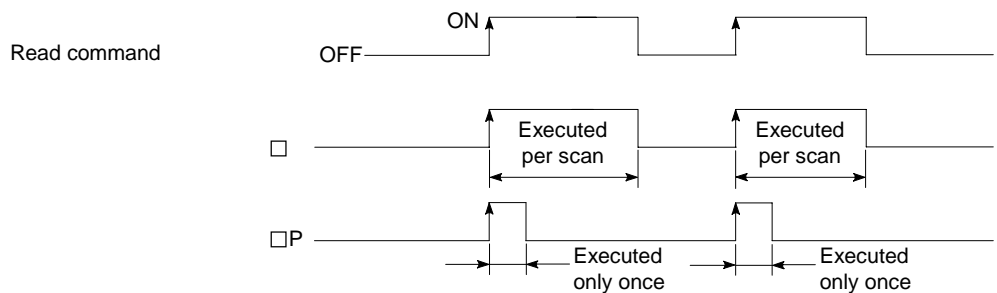 ON
Read command
OFF
□
Executed
per scan
Executed
per scan
□P
Executed
only once
Executed
only once